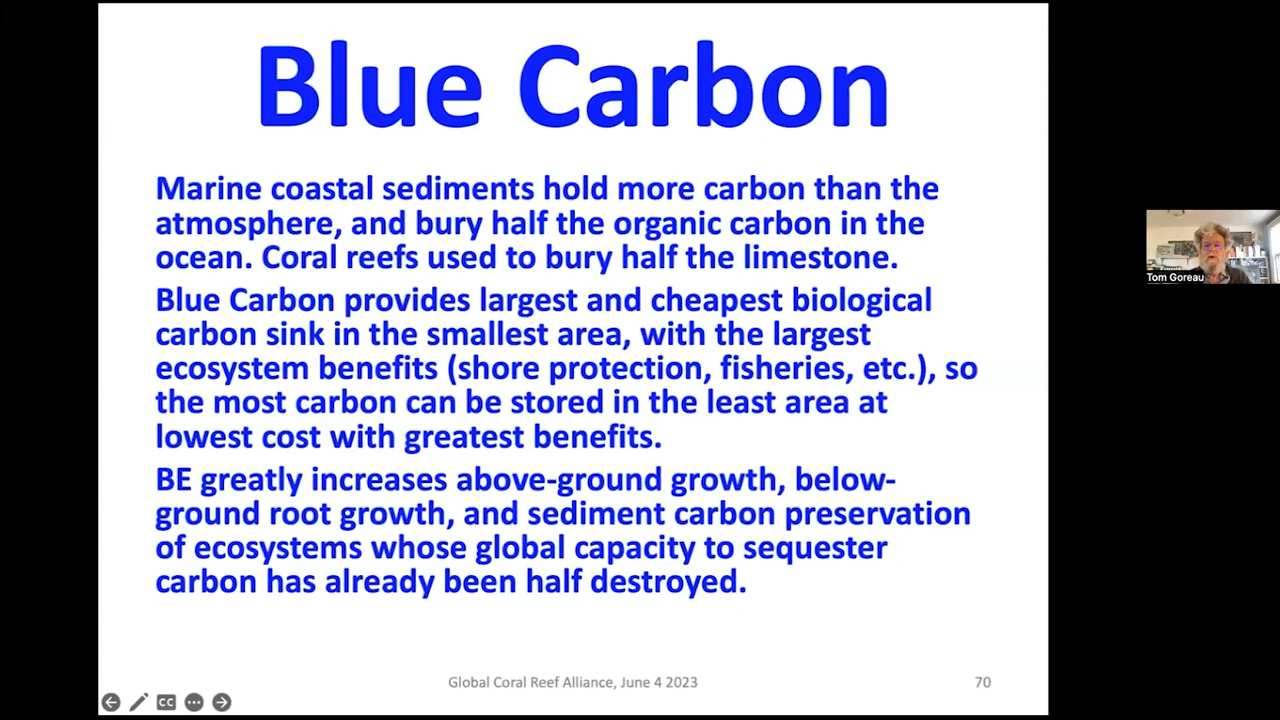 Blue Carbon
Marine coastal sediments hold more carbon than the
atmosphere, and bury half the organic carbon in the
ocean. Coral reefs used to bury half the limestone.
Blue Carbon provides largest and cheapest biological
carbon sink in the smallest area, with the largest
ecosystem benefits (shore protection, fisheries, etc.), so
the most carbon can be stored in the least area at
lowest cost with greatest benefits.
BE greatly increases above-ground growth, below-
ground root growth, and sediment carbon preservation
of ecosystems whose global capacity to sequester
carbon has already been half destroyed.
Global Coral Reef Alliance, June 4 2023
70
CC
Tom Goreau